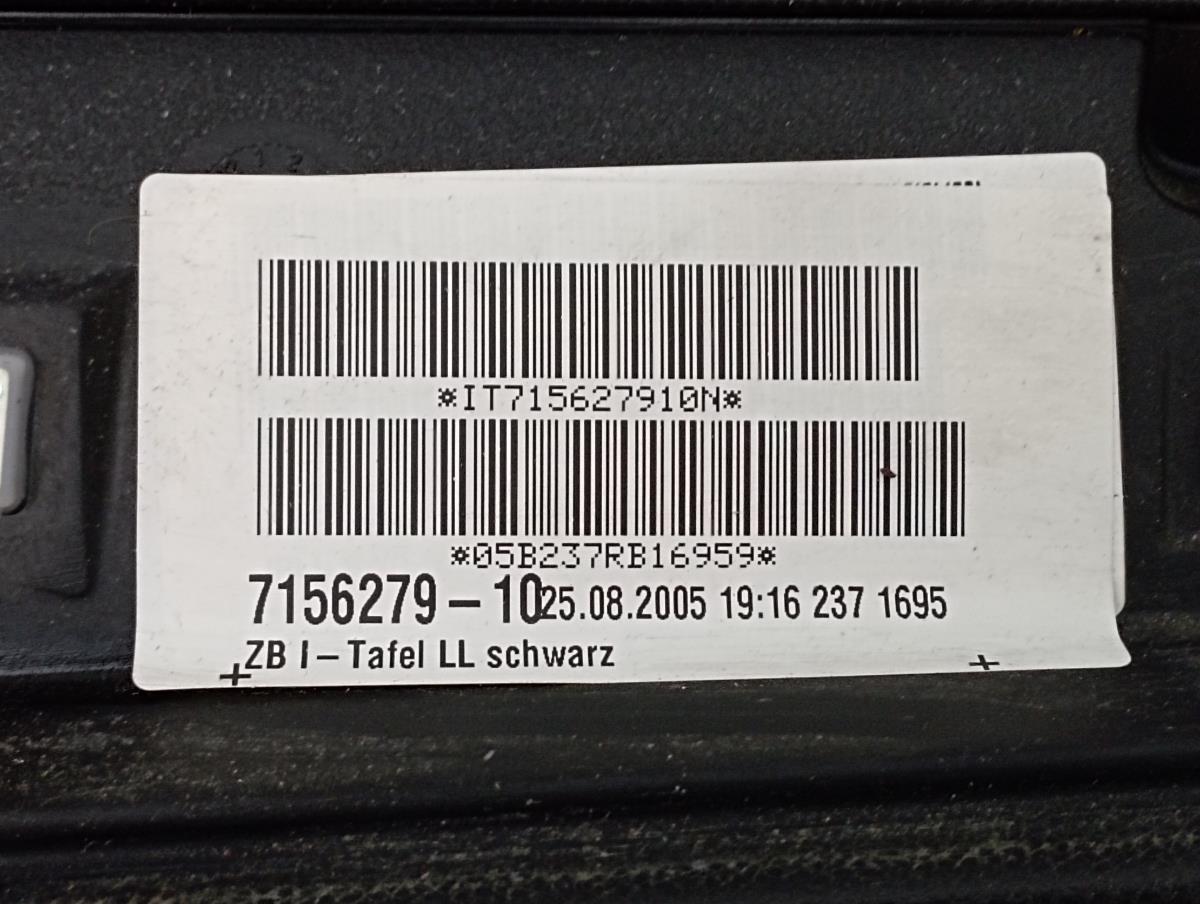 *IT715627910N*
*05B237RB16959*
7156279-10 25.08.2005 19:16 237 1695
ZB I-Tafel LL schwarz